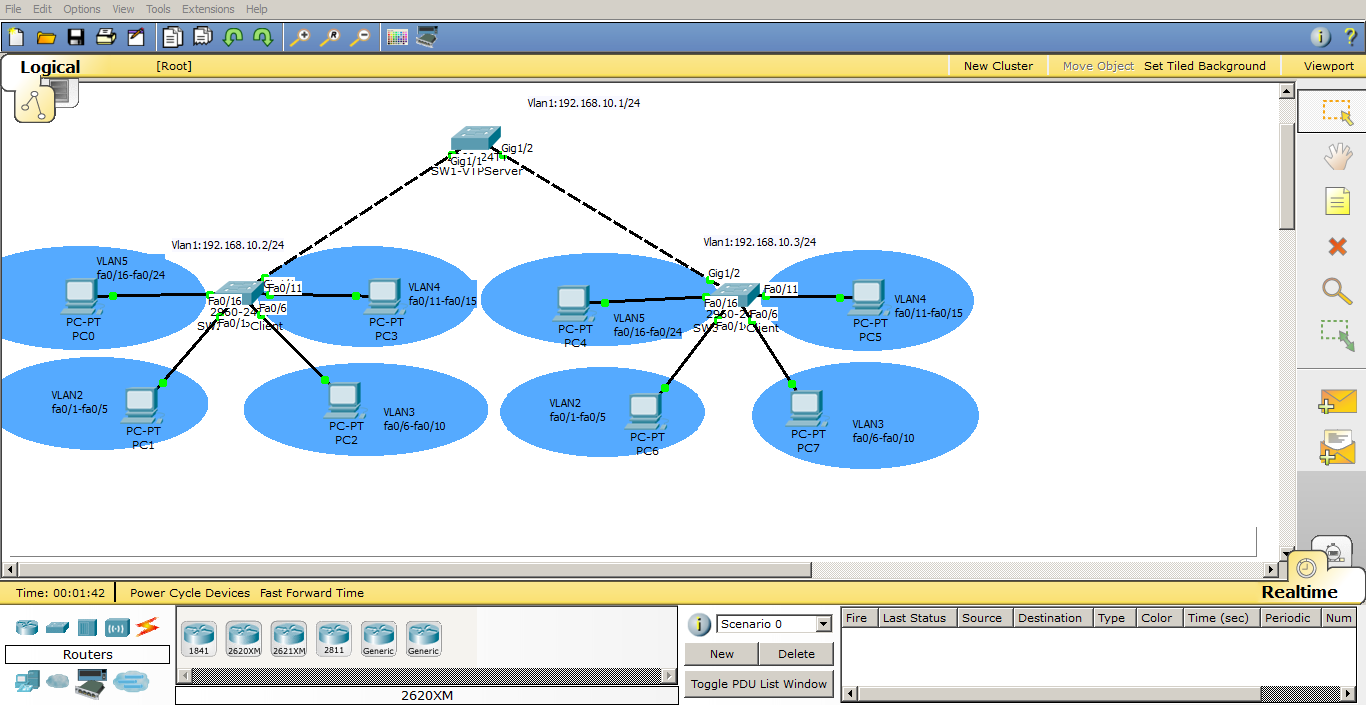 File Edit Options View Tools Extensions Help
Logical
[Root]
New Cluster
Move Object
Set Tiled Background
Viewport
Vlan1:192.168.10.1/24
Gig1/2
Gig1/1
SW1-VTPServer
Vlan1:192.168.10.2/24
Vlan1:192.168.10.3/24
VLAN5
fa0/16-fa0/24
PC-PT
PC0
Fa0/16
Fa0/11
Fa0/6
Client
VLAN4
fa0/11-fa0/15
PC-PT
PC3
VLAN2
fa0/1-fa0/5
PC-PT
PC1
PC-PT
PC2
VLAN3
fa0/6-fa0/10
Gig1/2
Fa0/16
Fa0/11
Fa0/6
Client
PC-PT
PC4
VLAN5
fa0/16-fa0/24
PC-PT
PC5
VLAN4
fa0/11-fa0/15
VLAN2
fa0/1-fa0/5
PC-PT
PC6
PC-PT
PC7
VLAN3
fa0/6-fa0/10
Time: 00:01:42
Power Cycle Devices Fast Forward Time
Realtime
Routers
1841
2620XM
2621XM
2811
Generic
Generic
2620XM
Scenario 0
New
Delete
Toggle PDU List Window
Fire
Last Status
Source
Destination
Type
Color
Time (sec)
Periodic
Num